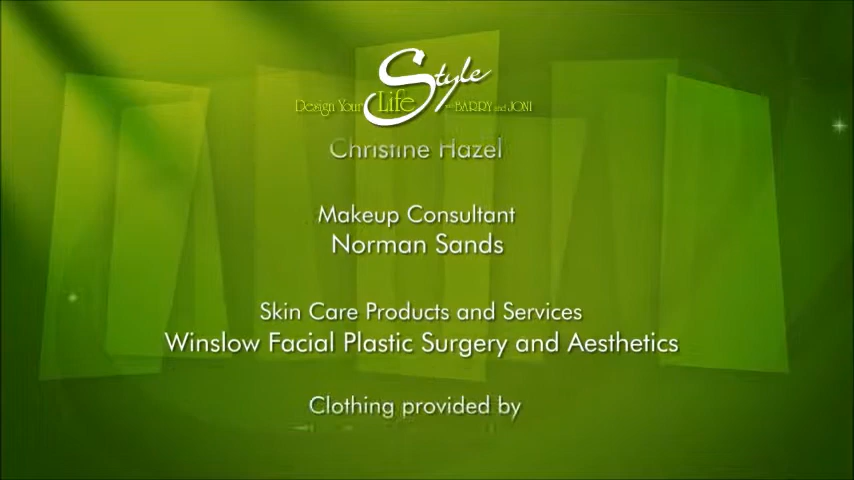 Style
Design Your Life with BARRY and JONI
Christine Hazel
Makeup Consultant
Norman Sands
Skin Care Products and Services
Winslow Facial Plastic Surgery and Aesthetics
Clothing provided by